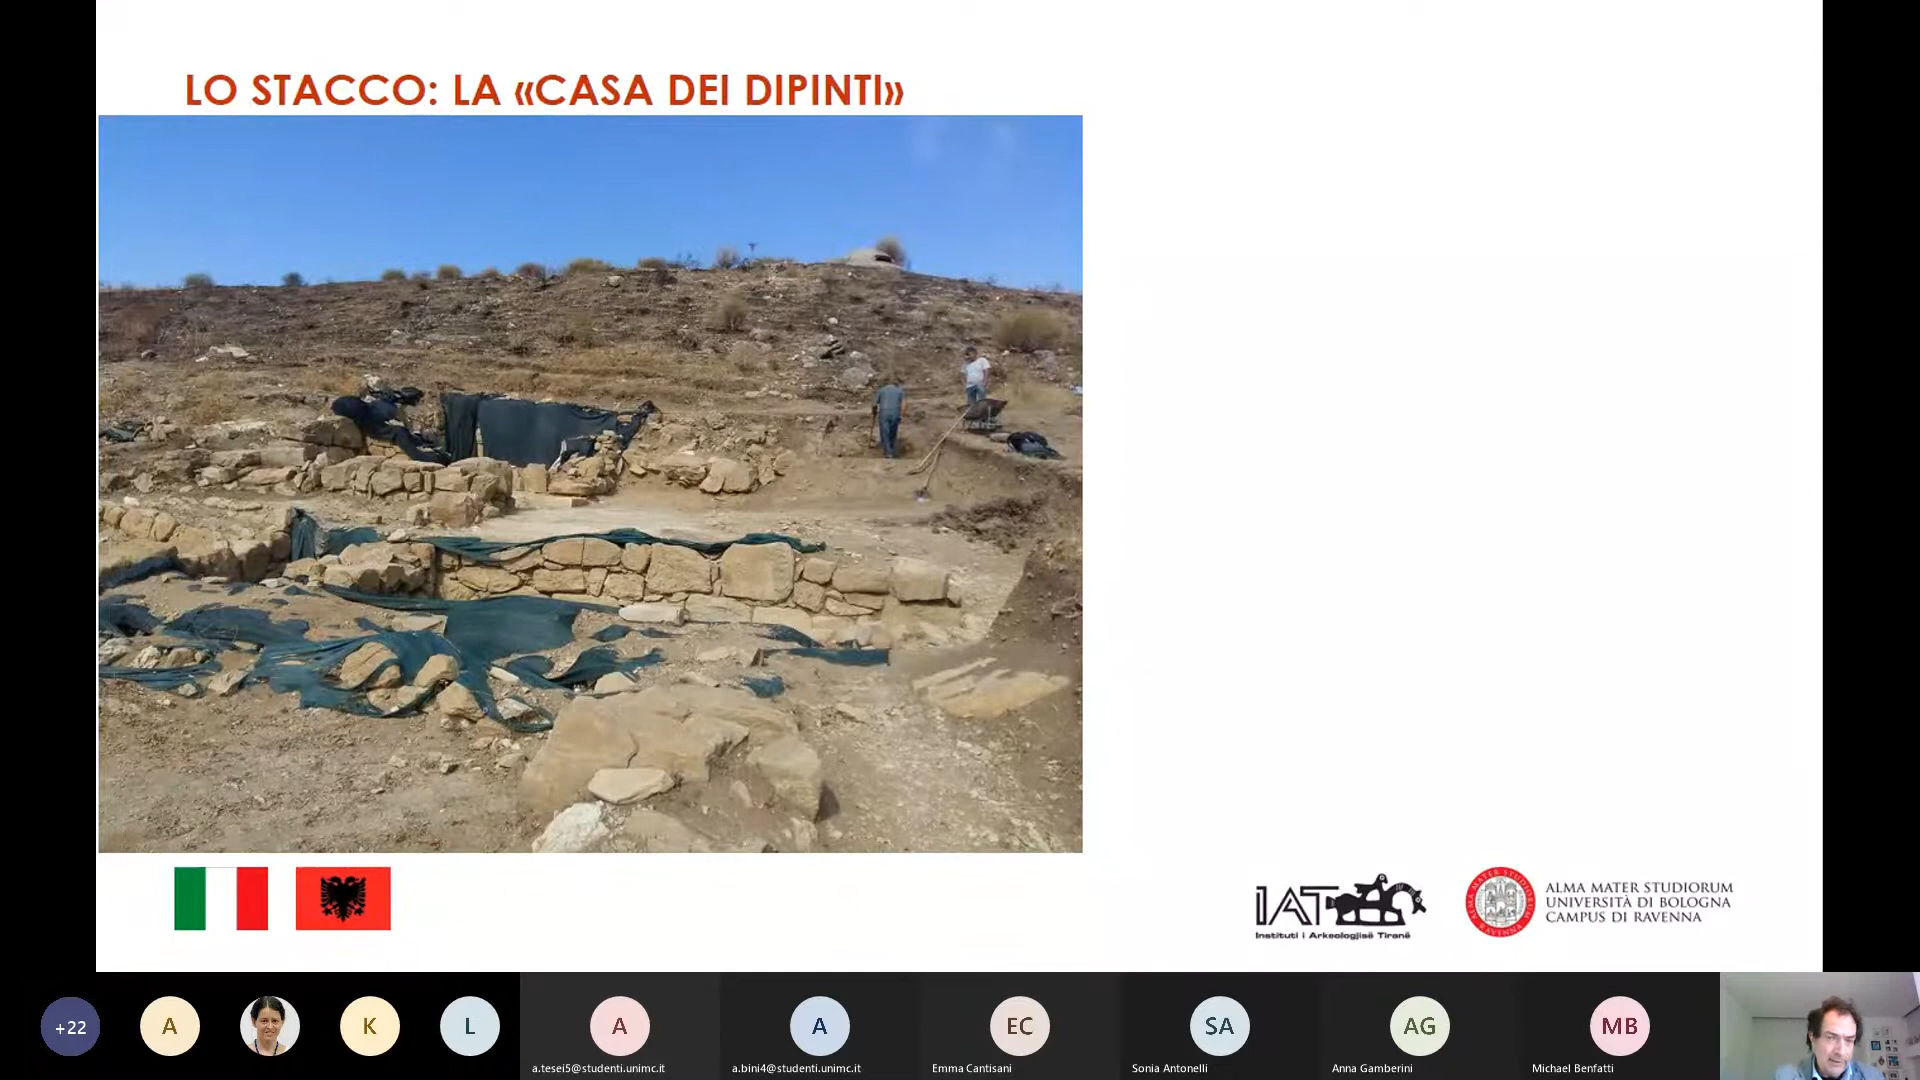 LO STACCO: LA «CASA DEI DIPINTI»
IAT
Instituti i Arkeologjisë Tiranë
ALMA MATER STUDIORUM
UNIVERSITÀ DI BOLOGNA
CAMPUS DI RAVENNA
+22
A
K
L
A
A
EC
SA
AG
MB
a.tesei5@studenti.unimc.it
a.bini4@studenti.unimc.it
Emma Cantisani
Sonia Antonelli
Anna Gamberini
Michael Benfatti